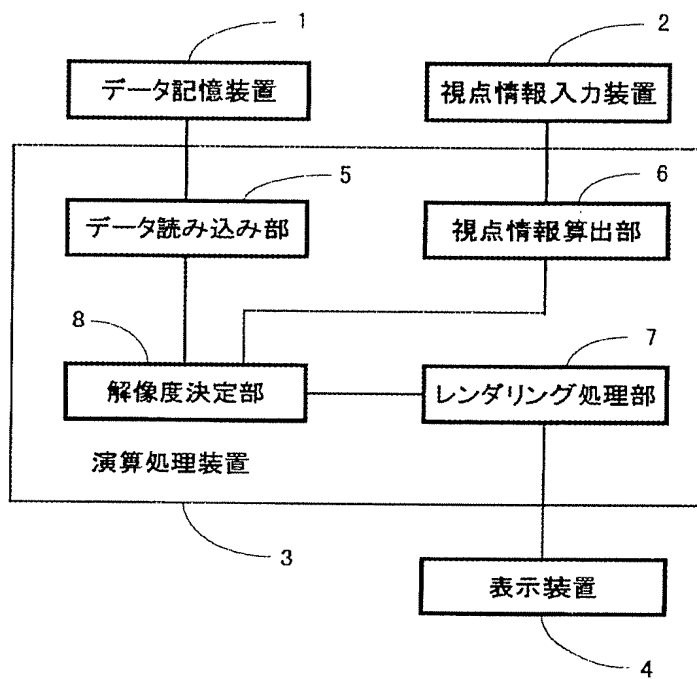 1
2
データ記憶装置
視点情報入力装置
5
6
データ読み込み部
視点情報算出部
8
7
解像度決定部
レンダリング処理部
演算処理装置
3
表示装置
4